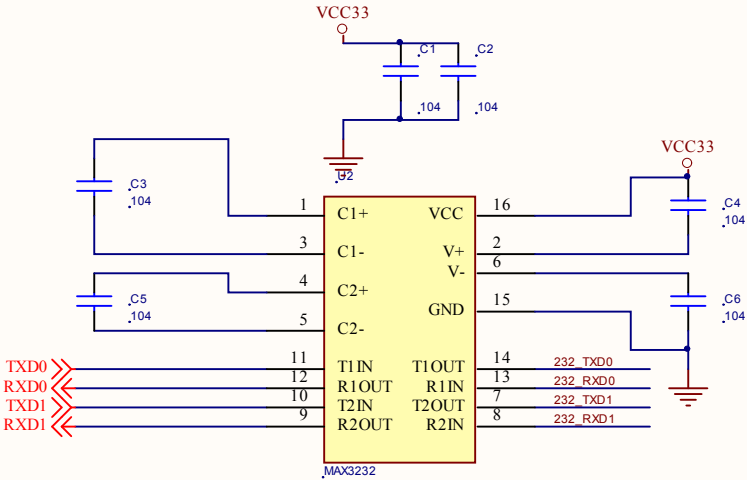 VCC33
C1
C2
104
104
VCC33
U2
C3
104
1
C1+
VCC
16
C4
104
3
C1-
V+
2
V-
6
4
C2+
C5
104
GND
15
C6
104
5
C2-
TXD0
11
T1IN
T1OUT
14
232_TXD0
RXD0
12
R1OUT
R1IN
13
232_RXD0
TXD1
10
T2IN
T2OUT
7
232_TXD1
RXD1
9
R2OUT
R2IN
8
232_RXD1
MAX3232